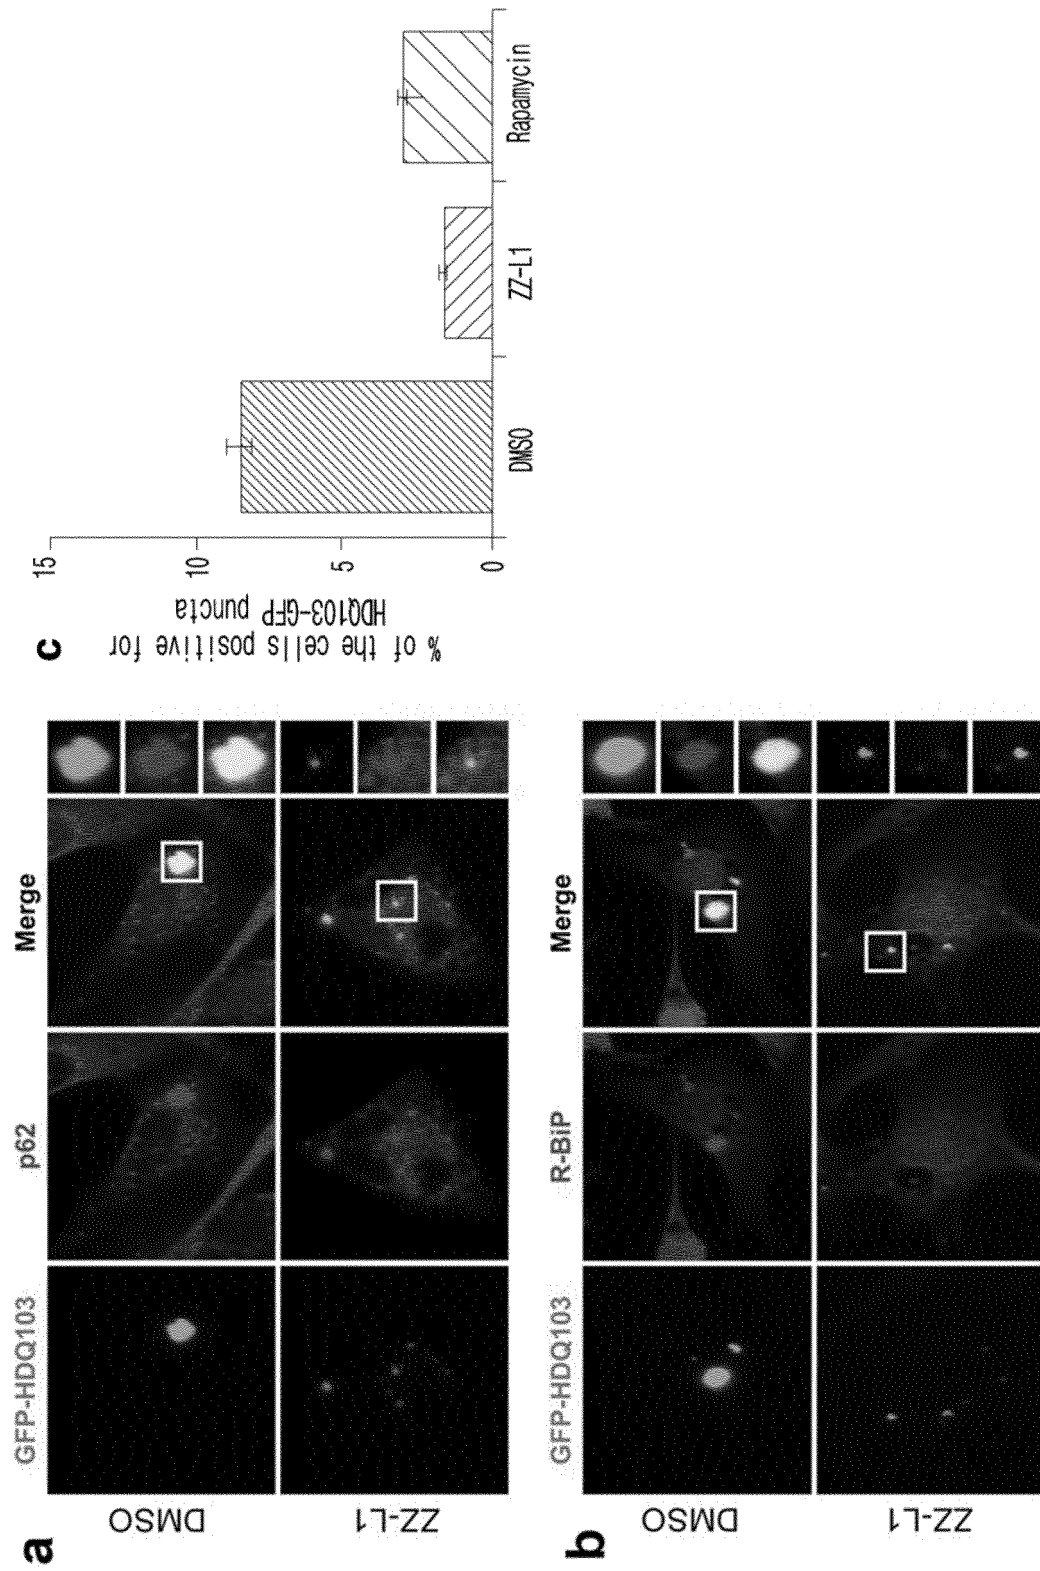 a
GFP-HDQ103
p62
Merge
DMSO
ZZ-L1
b
GFP-HDQ103
R-BiP
Merge
DMSO
ZZ-L1
c
% of the cells positive for
HDQ103-GFP puncta
15
10
5
0
DMSO
ZZ-L1
Rapamycin